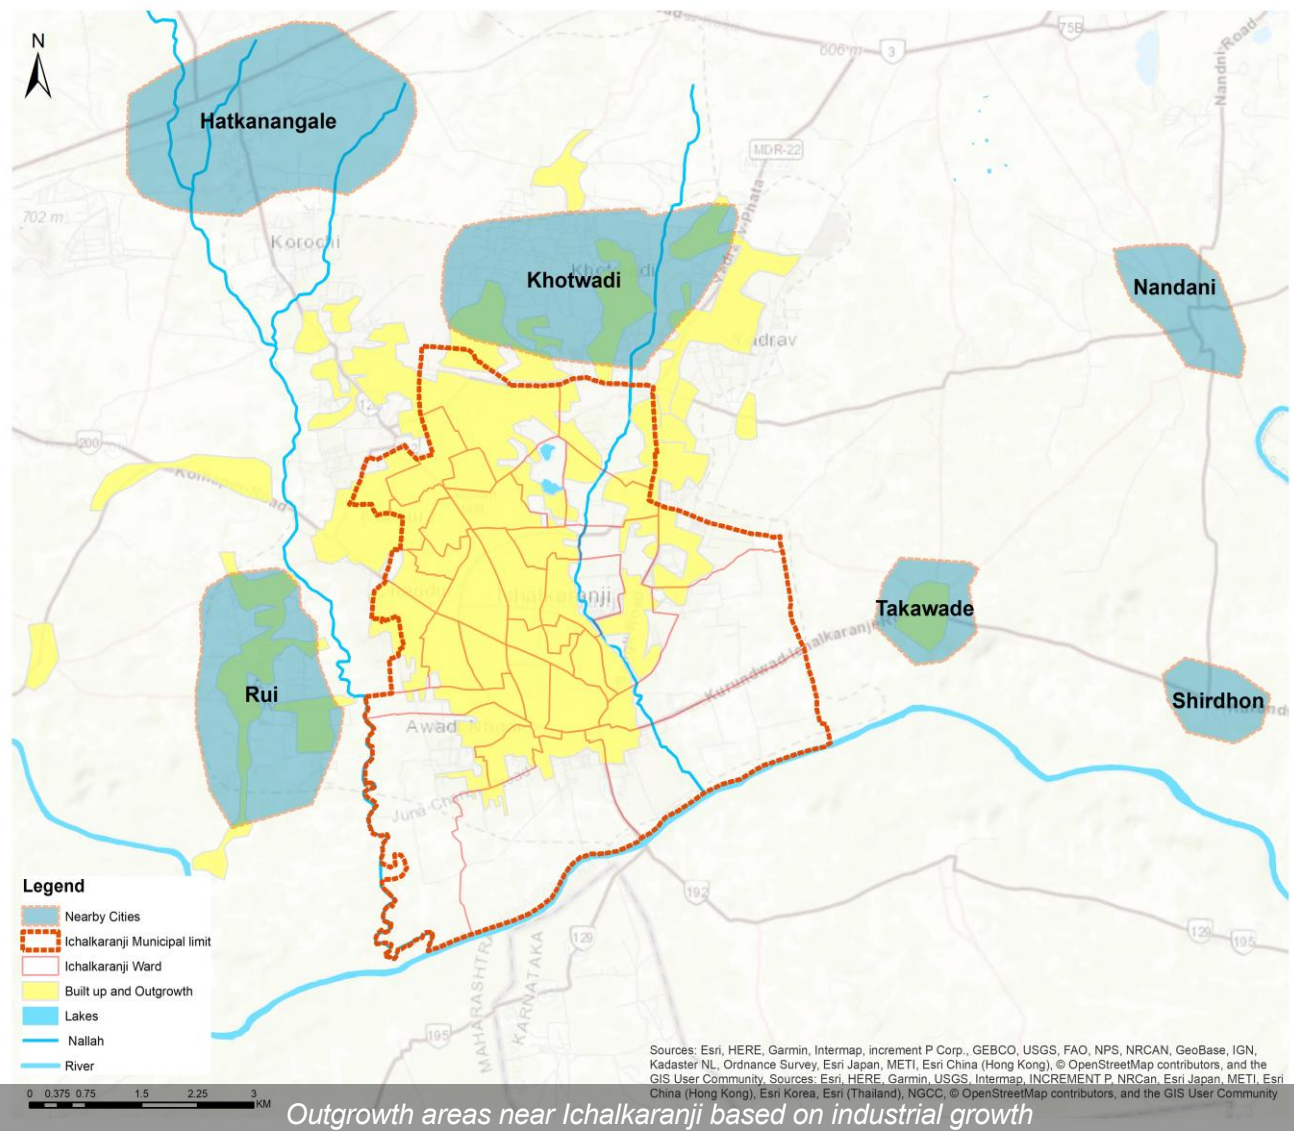 N
75B
606 m
3
Nandni Road
Hatkanangale
MDR-22
702 m
Korochi
Khotwadi
Nandani
Yadrav
12
200
Ichalkaranji
Takawade
Kurundwad Ichalkaranji R
Rui
Shirdhon
Awad Na
Juna Chan
192
129
129
195
195
MAHARASHTRA
KARNATAKA
Legend
Nearby Cities
Ichalkaranji Municipal limit
Ichalkaranji Ward
Built up and Outgrowth
Lakes
Nallah
River
Sources: Esri, HERE, Garmin, Intermap, increment P Corp., GEBCO, USGS, FAO, NPS, NRCAN, GeoBase, IGN,
Kadaster NL, Ordnance Survey, Esri Japan, METI, Esri China (Hong Kong), © OpenStreetMap contributors, and the
GIS User Community, Sources: Esri, HERE, Garmin, USGS, Intermap, INCREMENT P, NRCan, Esri Japan, METI, Esri
China (Hong Kong), Esri Korea, Esri (Thailand), NGCC, © OpenStreetMap contributors, and the GIS User Community
0 0.375 0.75 1.5 2.25 3
KM
Outgrowth areas near Ichalkaranji based on industrial growth